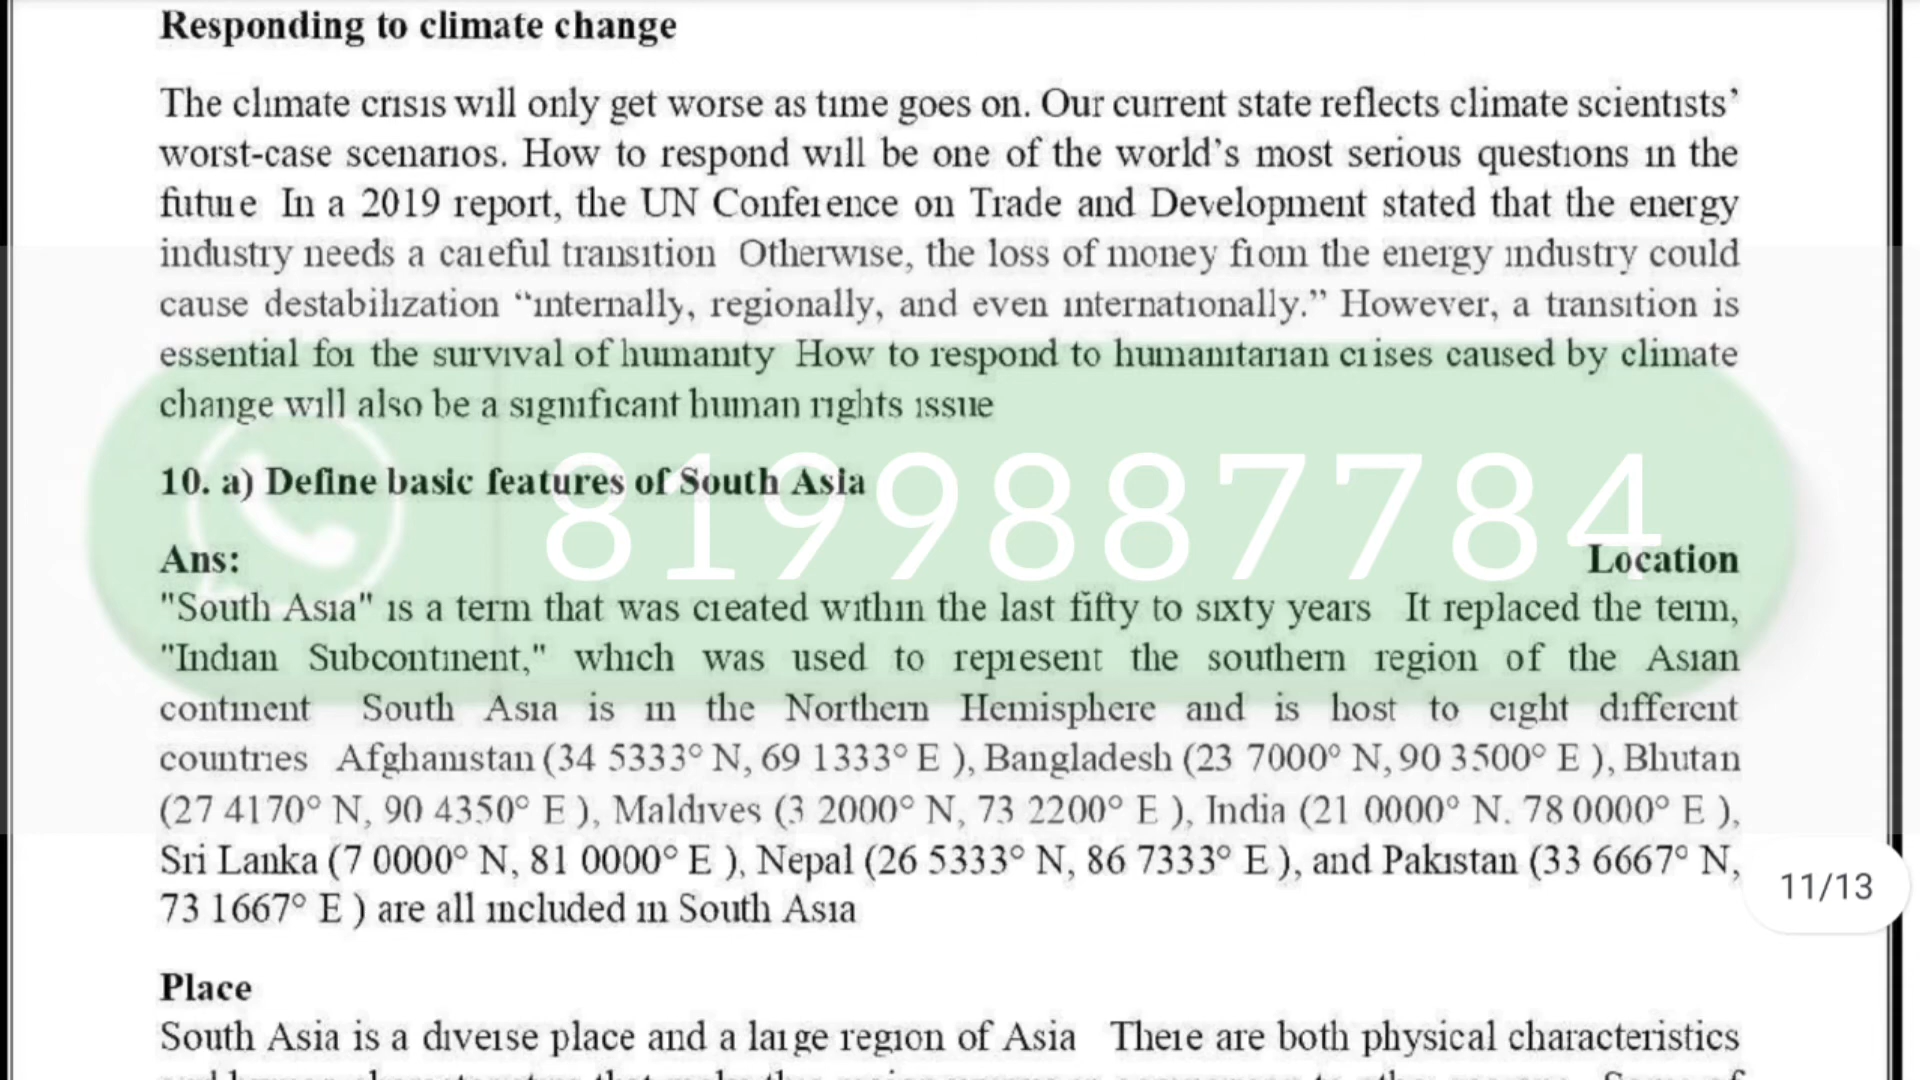 Responding to climate change
The climate crisis will only get worse as time goes on. Our current state reflects climate scientists’
worst-case scenarios. How to respond will be one of the world’s most serious questions in the
future In a 2019 report, the UN Conference on Trade and Development stated that the energy
industry needs a careful transition Otherwise, the loss of money from the energy industry could
cause destabilization “internally, regionally, and even internationally.” However, a transition is
essential for the survival of humanity How to respond to humanitarian crises caused by climate
change will also be a significant human rights issue
10. a) Define basic features of South Asia
8199887784
Ans: Location
"South Asia" is a term that was created within the last fifty to sixty years It replaced the term,
"Indian Subcontinent," which was used to represent the southern region of the Asian
continent South Asia is in the Northern Hemisphere and is host to eight different
countries Afghanistan (34 5333° N, 69 1333° E ), Bangladesh (23 7000° N, 90 3500° E ), Bhutan
(27 4170° N, 90 4350° E ), Maldives (3 2000° N, 73 2200° E ), India (21 0000° N. 78 0000° E ),
Sri Lanka (7 0000° N, 81 0000° E ), Nepal (26 5333° N, 86 7333° E ), and Pakistan (33 6667° N,
73 1667° E ) are all included in South Asia
11/13
Place
South Asia is a diverse place and a large region of Asia There are both physical characteristics